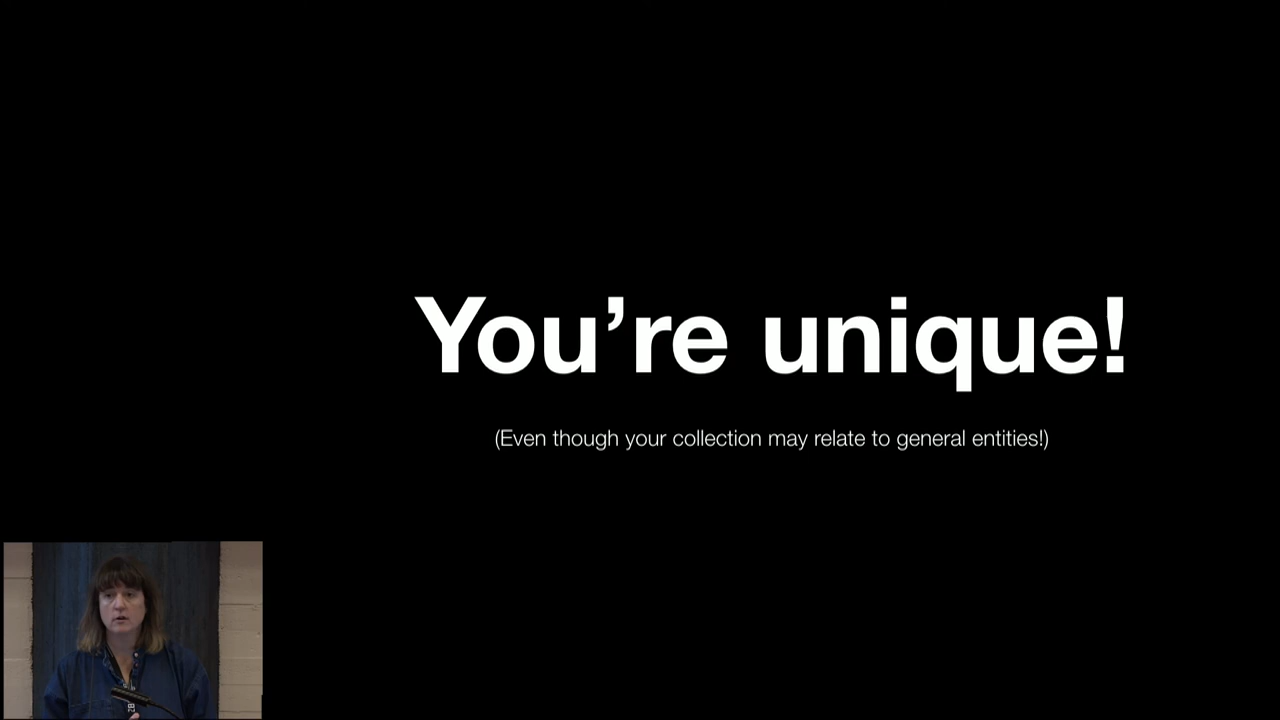 You’re unique!
(Even though your collection may relate to general entities!)